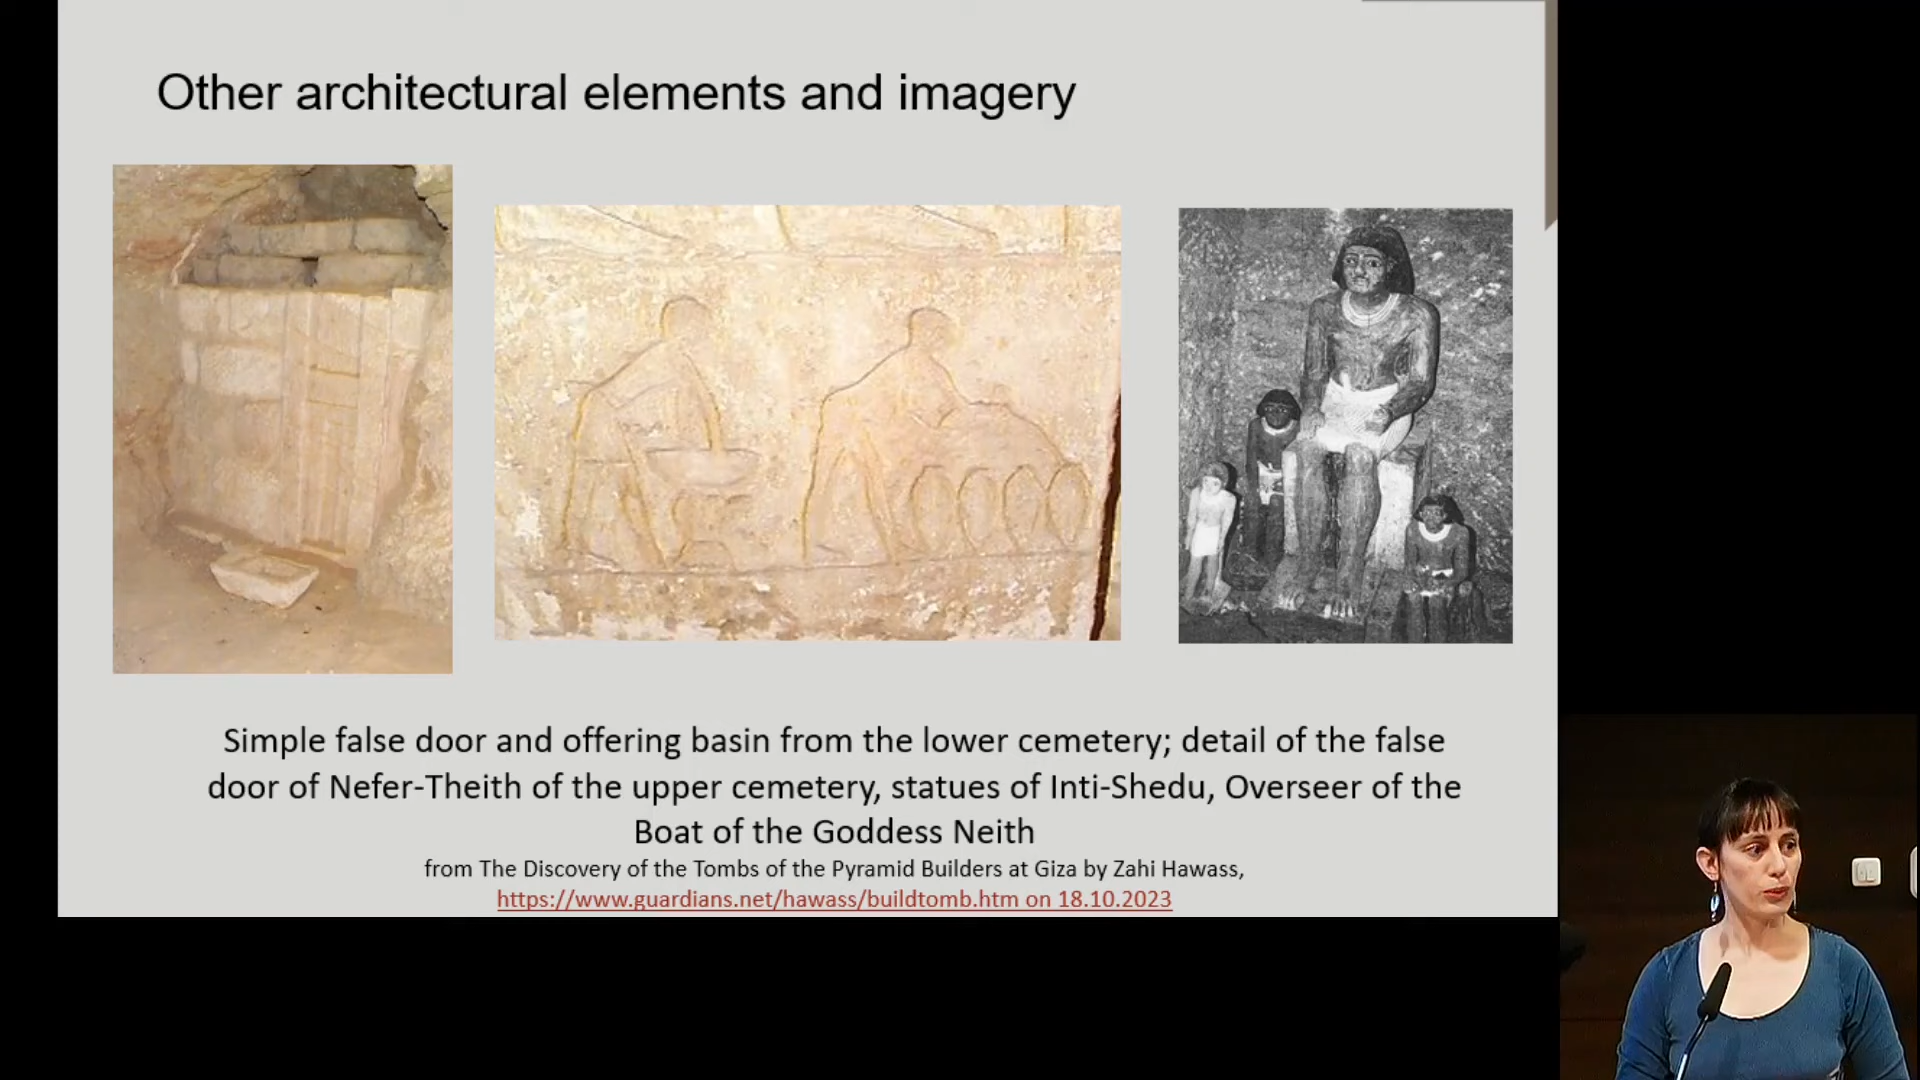 Other architectural elements and imagery
Simple false door and offering basin from the lower cemetery; detail of the false
door of Nefer-Theith of the upper cemetery, statues of Inti-Shedu, Overseer of the
Boat of the Goddess Neith
from The Discovery of the Tombs of the Pyramid Builders at Giza by Zahi Hawass,
https://www.guardians.net/hawass/buildtomb.htm on 18.10.2023